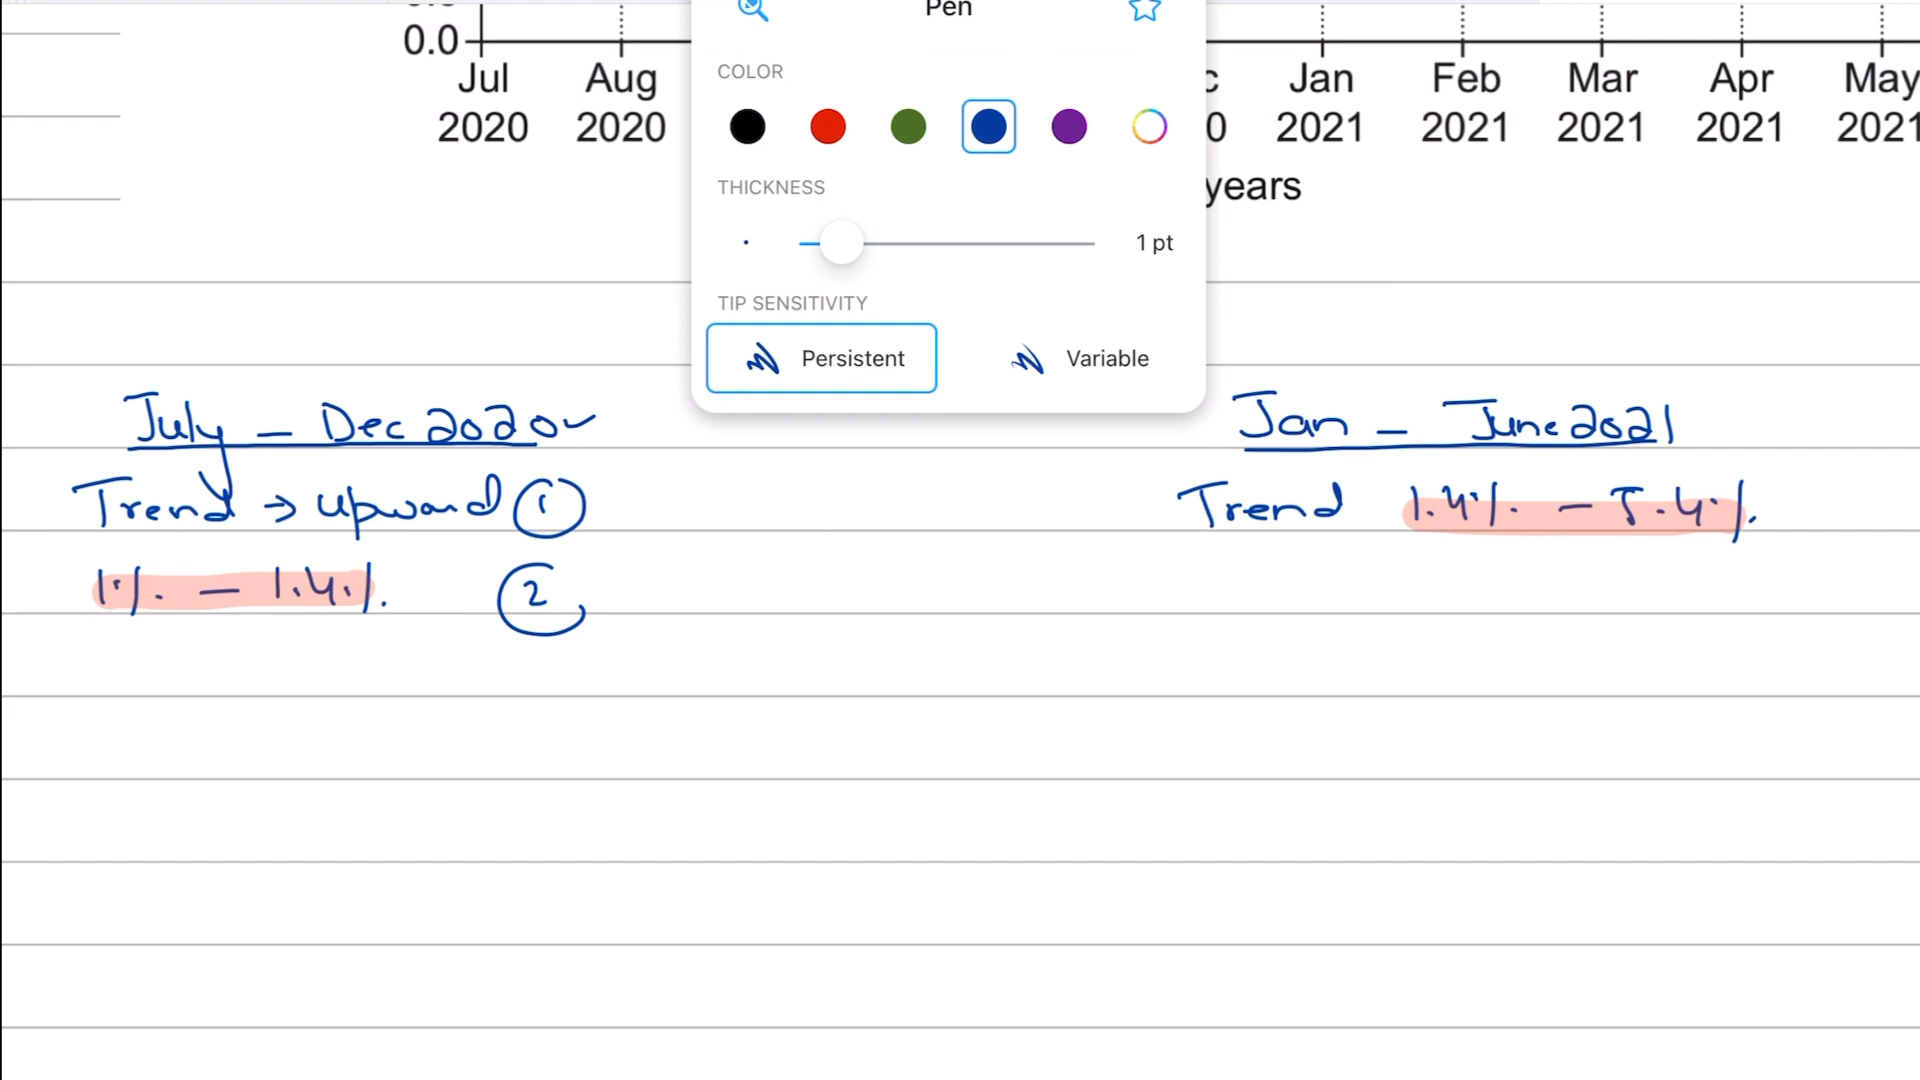 0.0
Jul Aug Jan Feb Mar Apr May
2020 2020 0 2021 2021 2021 2021 2021
years
Pen
COLOR
THICKNESS
1 pt
TIP SENSITIVITY
Persistent Variable
July – Dec 2020
Trend → upward 1
1% – 1.4% 2
Jan – June 2021
Trend 1.4% – 5.4%